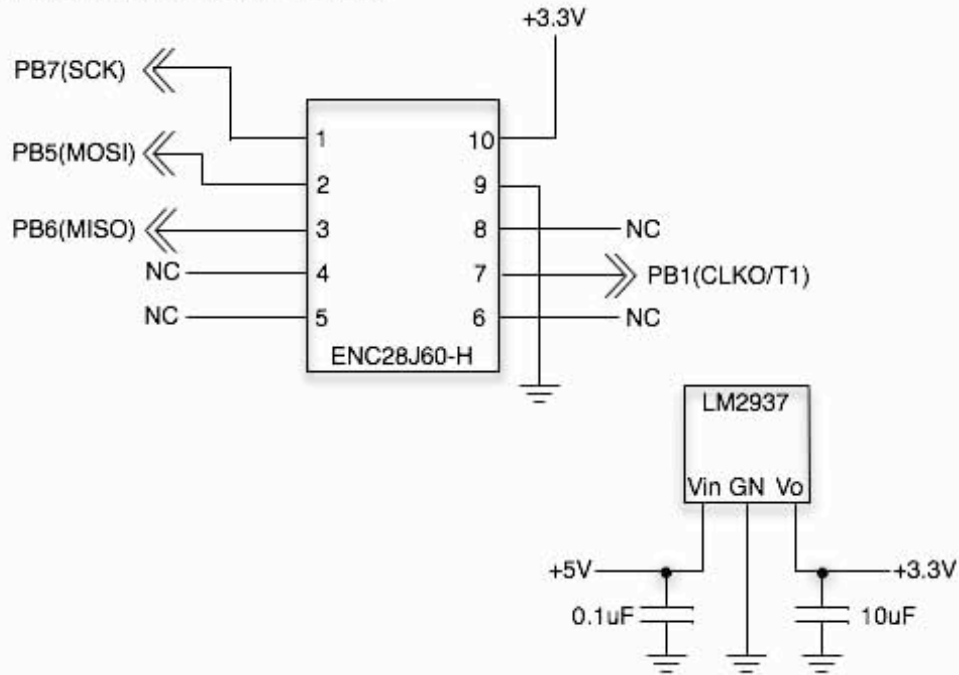 +3.3V
PB7(SCK)
PB5(MOSI)
PB6(MISO)
NC
NC
1
2
3
4
5
10
9
8
7
6
ENC28J60-H
NC
PB1(CLKO/T1)
NC
LM2937
Vin GN Vo
+5V
+3.3V
0.1uF
10uF